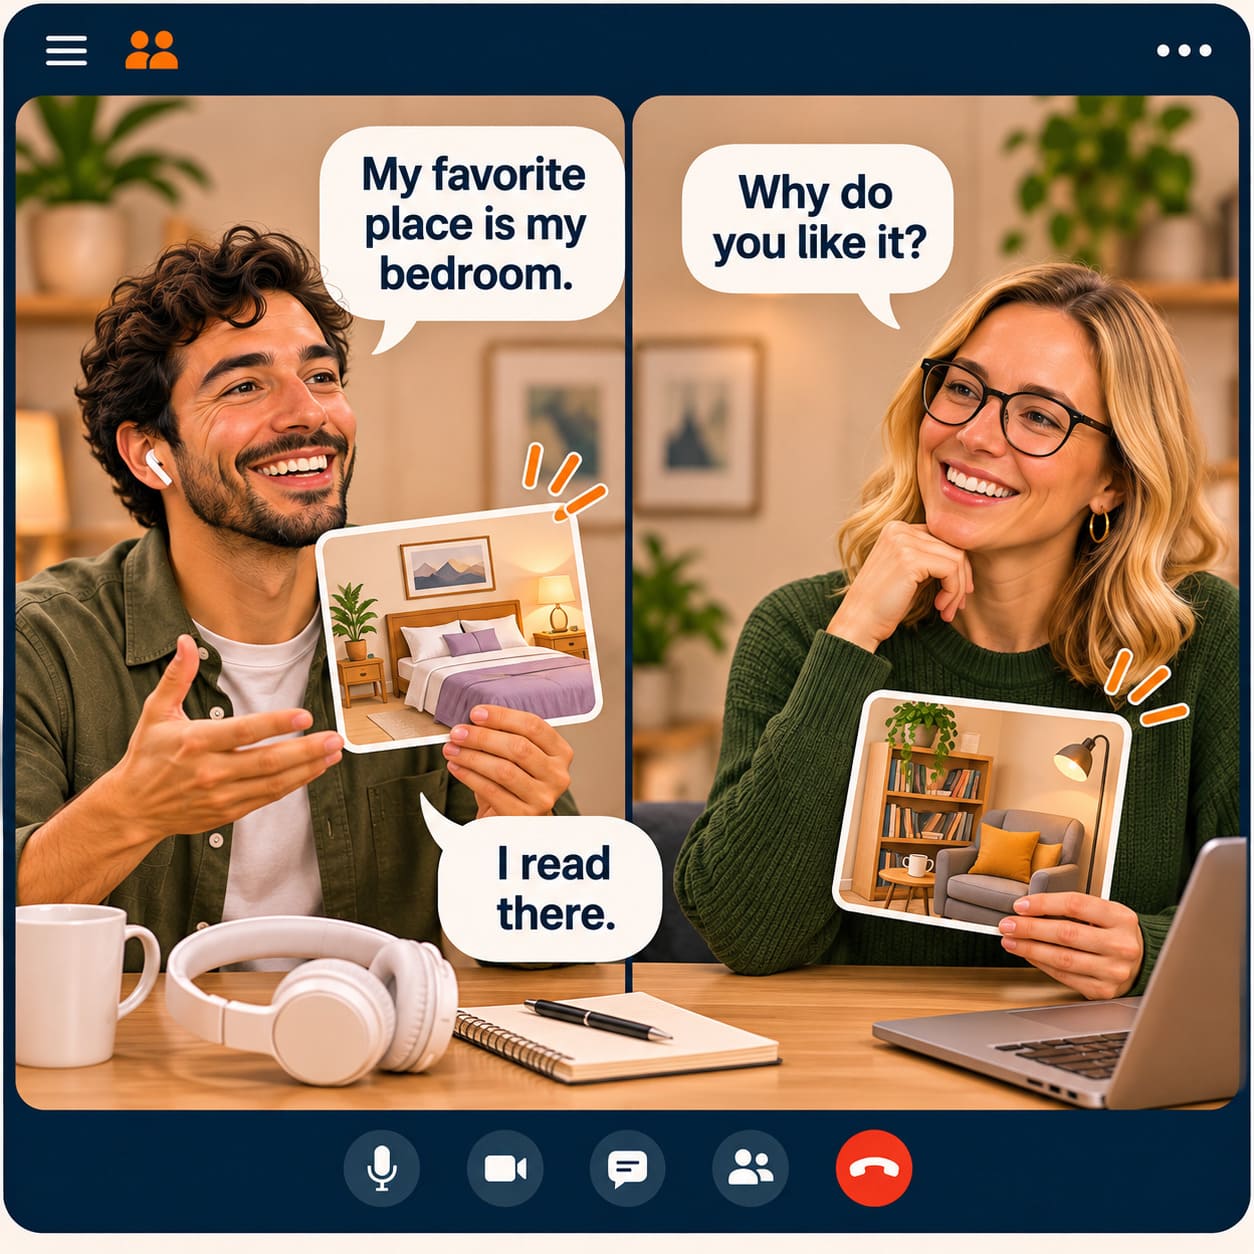 My favorite
place is my
bedroom.
Why do
you like it?
I read
there.